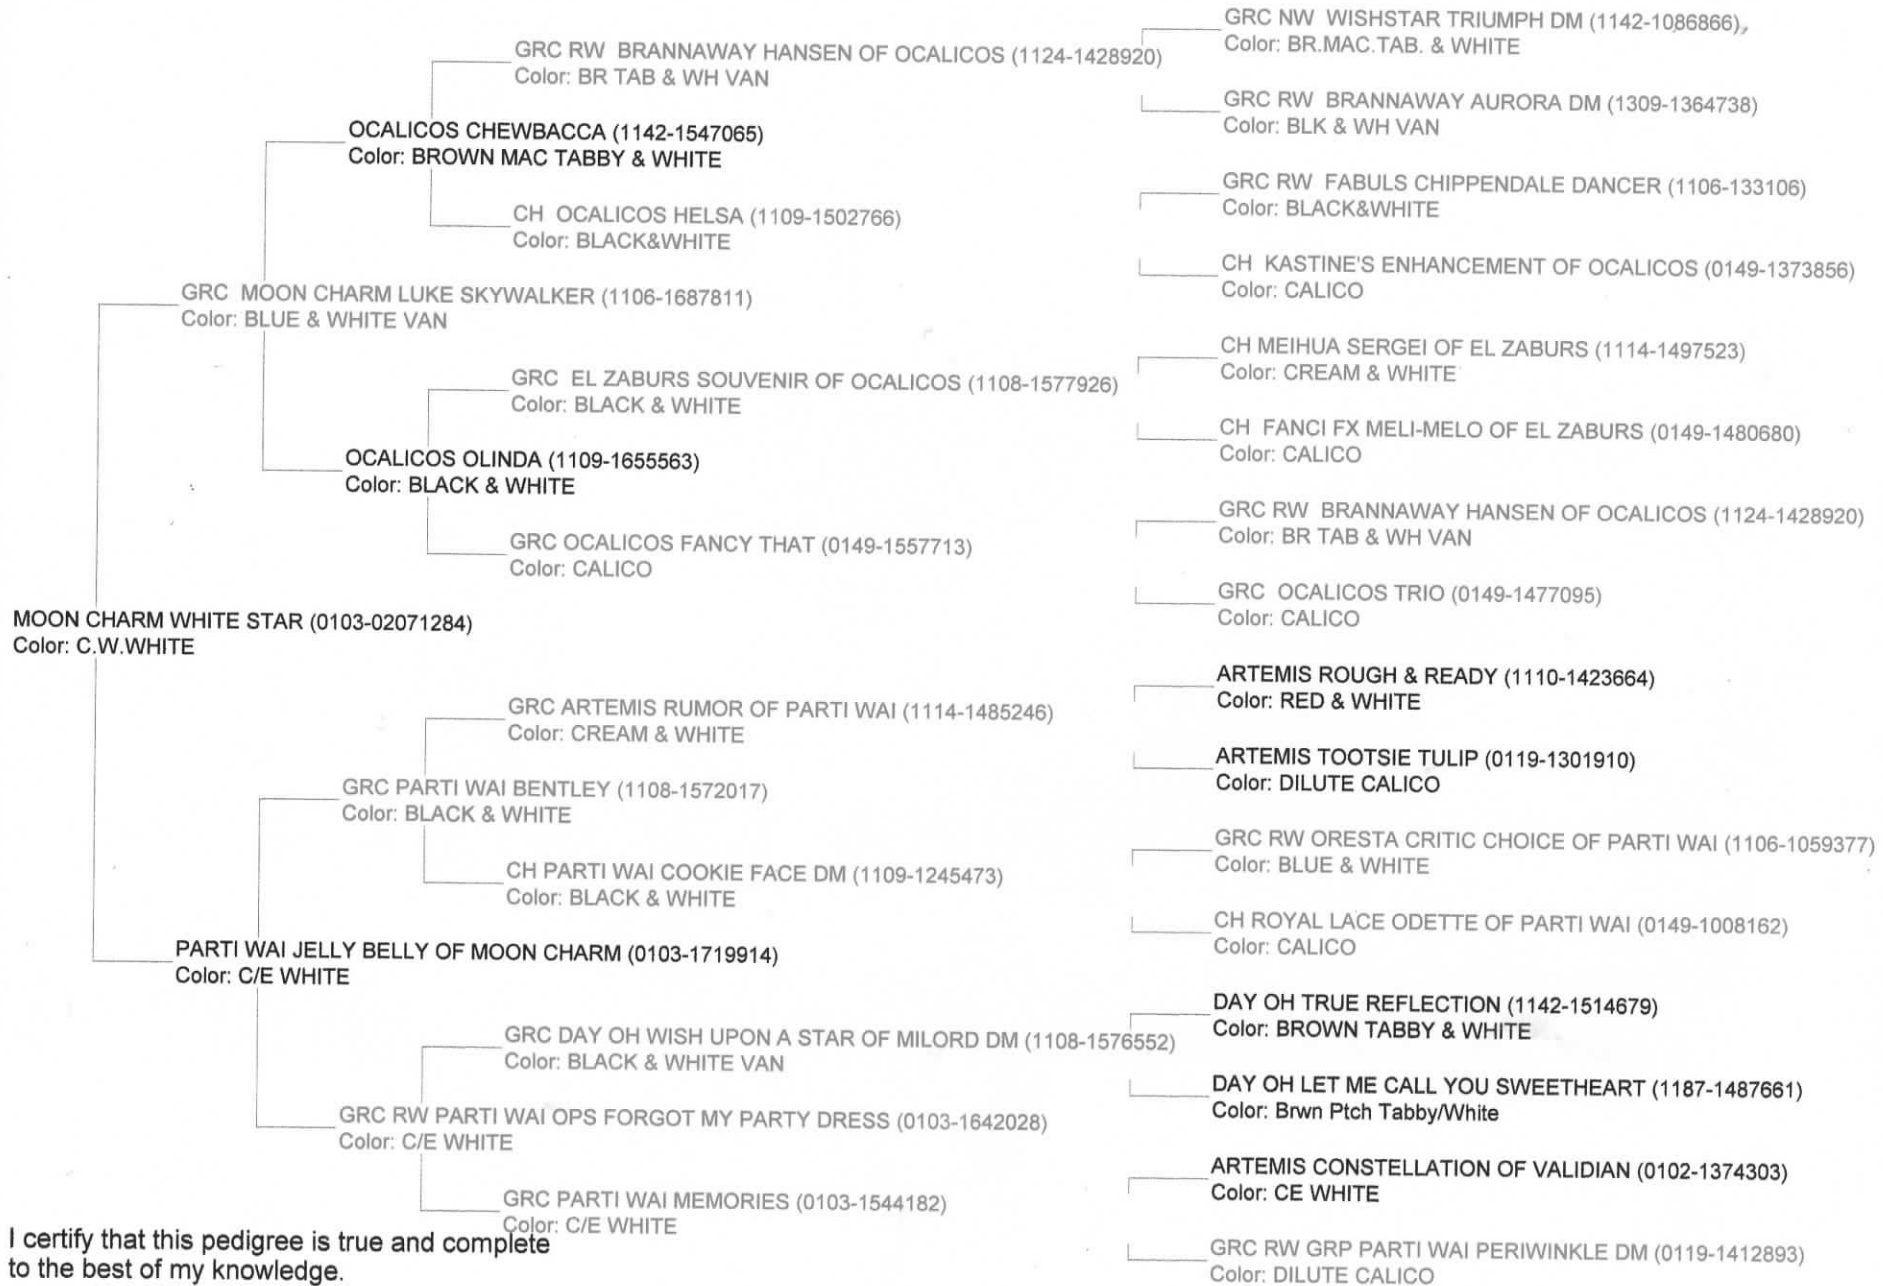 GRC NW WISHSTAR TRIUMPH DM (1142-1086866),
Color: BR.MAC.TAB. & WHITE
GRC RW BRANNAWAY HANSEN OF OCALICOS (1124-1428920)
Color: BR TAB & WH VAN
GRC RW BRANNAWAY AURORA DM (1309-1364738)
Color: BLK & WH VAN
OCALICOS CHEWBACCA (1142-1547065)
Color: BROWN MAC TABBY & WHITE
GRC RW FABULS CHIPPENDALE DANCER (1106-133106)
Color: BLACK&WHITE
CH OCALICOS HELSA (1109-1502766)
Color: BLACK&WHITE
CH KASTINE'S ENHANCEMENT OF OCALICOS (0149-1373856)
Color: CALICO
GRC MOON CHARM LUKE SKYWALKER (1106-1687811)
Color: BLUE & WHITE VAN
CH MEIHUA SERGEI OF EL ZABURS (1114-1497523)
Color: CREAM & WHITE
GRC EL ZABURS SOUVENIR OF OCALICOS (1108-1577926)
Color: BLACK & WHITE
CH FANCI FX MELI-MELO OF EL ZABURS (0149-1480680)
Color: CALICO
OCALICOS OLINDA (1109-1655563)
Color: BLACK & WHITE
GRC RW BRANNAWAY HANSEN OF OCALICOS (1124-1428920)
Color: BR TAB & WH VAN
GRC OCALICOS FANCY THAT (0149-1557713)
Color: CALICO
GRC OCALICOS TRIO (0149-1477095)
Color: CALICO
MOON CHARM WHITE STAR (0103-02071284)
Color: C.W.WHITE
ARTEMIS ROUGH & READY (1110-1423664)
Color: RED & WHITE
GRC ARTEMIS RUMOR OF PARTI WAI (1114-1485246)
Color: CREAM & WHITE
ARTEMIS TOOTSIE TULIP (0119-1301910)
Color: DILUTE CALICO
GRC PARTI WAI BENTLEY (1108-1572017)
Color: BLACK & WHITE
GRC RW ORESTA CRITIC CHOICE OF PARTI WAI (1106-1059377)
Color: BLUE & WHITE
CH PARTI WAI COOKIE FACE DM (1109-1245473)
Color: BLACK & WHITE
CH ROYAL LACE ODETTE OF PARTI WAI (0149-1008162)
Color: CALICO
PARTI WAI JELLY BELLY OF MOON CHARM (0103-1719914)
Color: C/E WHITE
DAY OH TRUE REFLECTION (1142-1514679)
Color: BROWN TABBY & WHITE
GRC DAY OH WISH UPON A STAR OF MILORD DM (1108-1576552)
Color: BLACK & WHITE VAN
DAY OH LET ME CALL YOU SWEETHEART (1187-1487661)
Color: Brwn Ptch Tabby/White
GRC RW PARTI WAI OPS FORGOT MY PARTY DRESS (0103-1642028)
Color: C/E WHITE
ARTEMIS CONSTELLATION OF VALIDIAN (0102-1374303)
Color: CE WHITE
GRC PARTI WAI MEMORIES (0103-1544182)
Color: C/E WHITE
GRC RW GRP PARTI WAI PERIWINKLE DM (0119-1412893)
Color: DILUTE CALICO
I certify that this pedigree is true and complete
to the best of my knowledge.